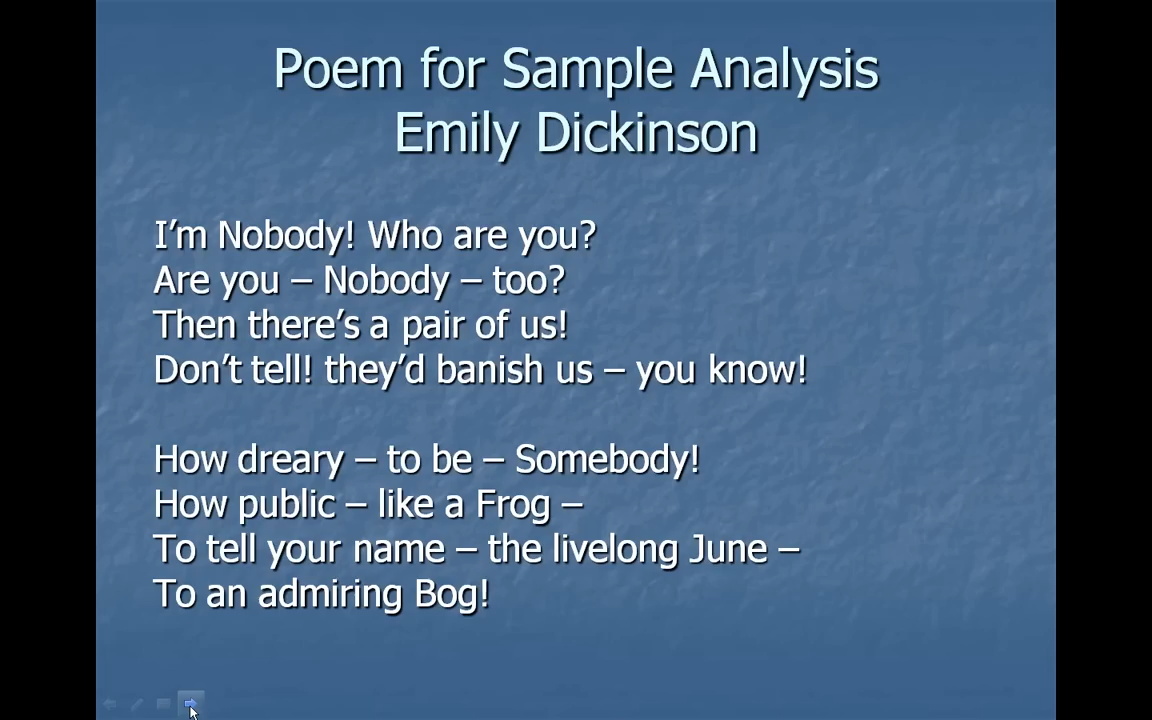 Poem for Sample Analysis
Emily Dickinson
I’m Nobody! Who are you?
Are you – Nobody – too?
Then there’s a pair of us!
Don’t tell! they’d banish us – you know!
How dreary – to be – Somebody!
How public – like a Frog –
To tell your name – the livelong June –
To an admiring Bog!